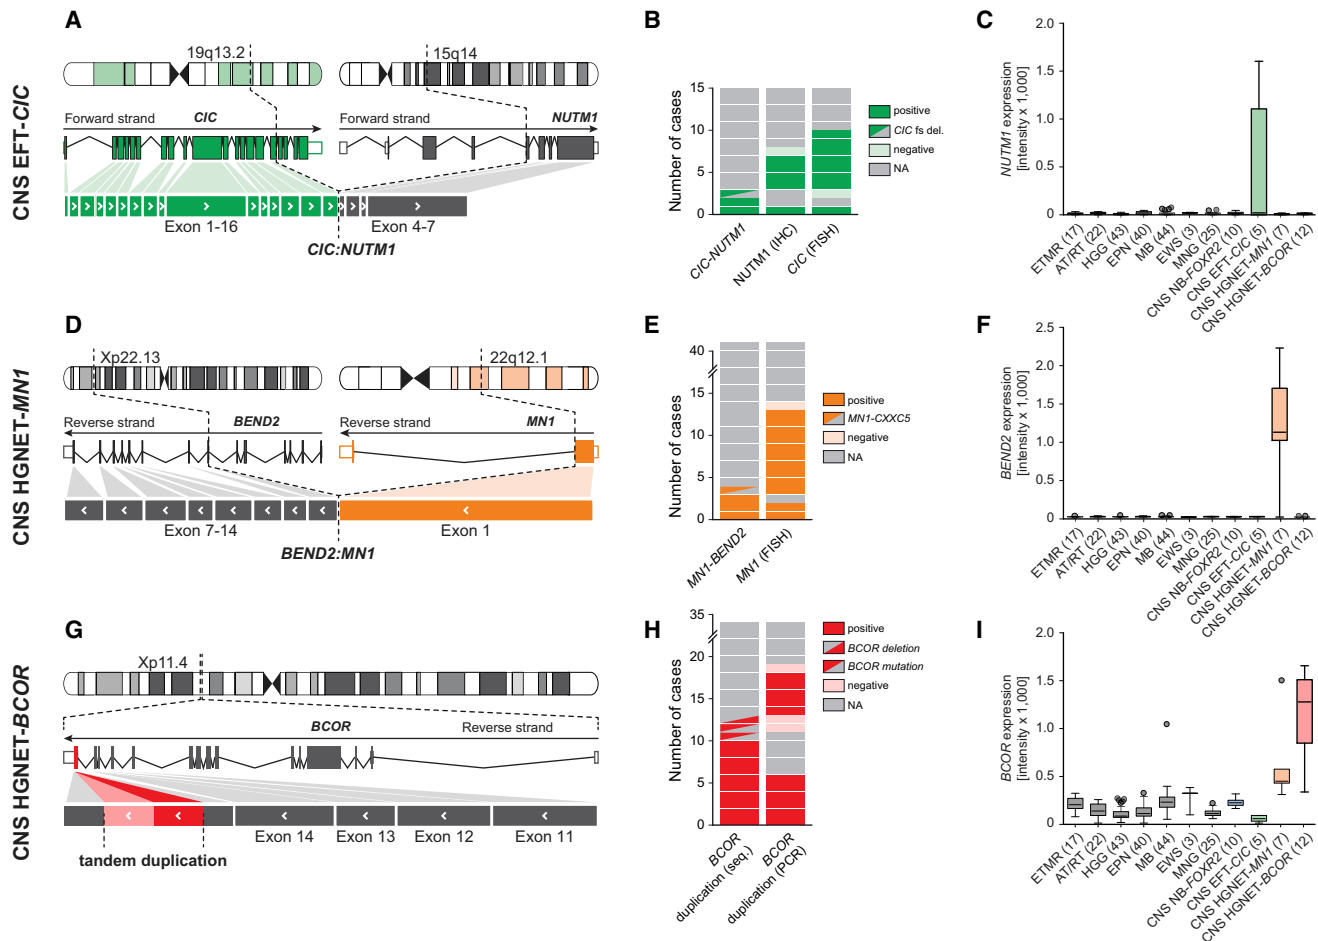 CNS EFT-CIC
A
19q13.2
15q14
Forward strand
CIC
Forward strand
NUTM1
Exon 1-16
Exon 4-7
CIC:NUTM1
B
Number of cases
15
10
5
0
CIC-NUTM1
NUTM1 (IHC)
CIC (FISH)
positive
CIC fs del.
negative
NA
C
NUTM1 expression
[intensity x 1,000]
2.0
1.5
1.0
0.5
0
ETMR (17)
AT/RT (22)
HGG (43)
EPN (40)
MB (44)
EWS (3)
MNG (25)
CNS NB-FOXR2 (10)
CNS EFT-CIC (5)
CNS HGNET-MN1 (7)
CNS HGNET-BCOR (12)
CNS HGNET-MN1
D
Xp22.13
22q12.1
Reverse strand
BEND2
Reverse strand
MN1
Exon 7-14
Exon 1
BEND2:MN1
E
Number of cases
40
15
10
5
0
MN1-BEND2
MN1 (FISH)
positive
MN1-CXXC5
negative
NA
F
BEND2 expression
[intensity x 1,000]
2.5
2.0
1.5
1.0
0.5
0
ETMR (17)
AT/RT (22)
HGG (43)
EPN (40)
MB (44)
EWS (3)
MNG (25)
CNS NB-FOXR2 (10)
CNS EFT-CIC (5)
CNS HGNET-MN1 (7)
CNS HGNET-BCOR (12)
CNS HGNET-BCOR
G
Xp11.4
BCOR
Reverse strand
Exon 14
Exon 13
Exon 12
Exon 11
tandem duplication
H
Number of cases
35
20
15
10
5
0
BCOR
duplication (seq.)
BCOR
duplication (PCR)
positive
BCOR deletion
BCOR mutation
negative
NA
I
BCOR expression
[intensity x 1,000]
2.0
1.5
1.0
0.5
0
ETMR (17)
AT/RT (22)
HGG (43)
EPN (40)
MB (44)
EWS (3)
MNG (25)
CNS NB-FOXR2 (10)
CNS EFT-CIC (5)
CNS HGNET-MN1 (7)
CNS HGNET-BCOR (12)